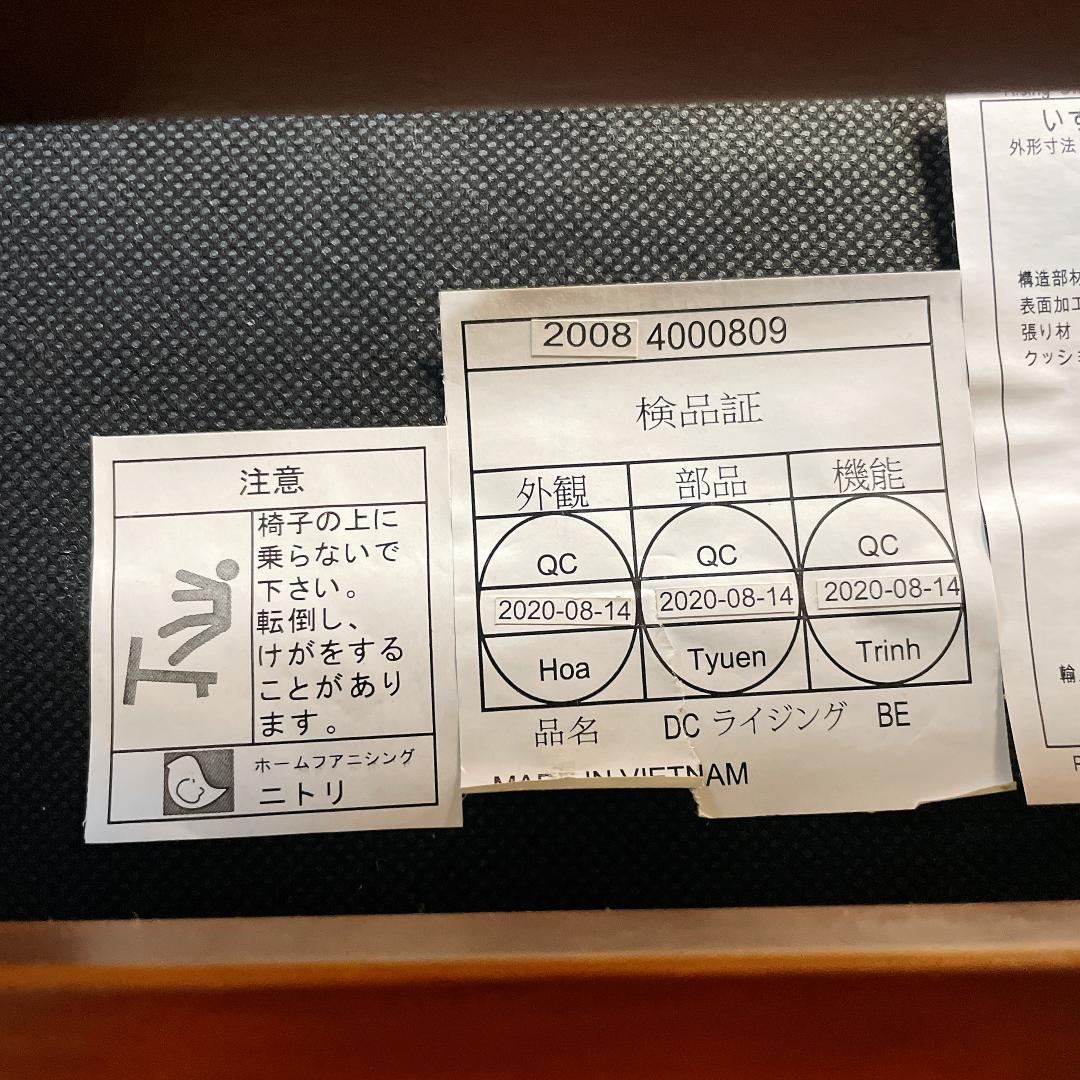 注意
椅子の上に
乗らないで
下さい。
転倒し、
けがをする
ことがあり
ます。
ホームフアニシング
ニトリ
2008 4000809
検品証
外観 部品 機能
QC QC QC
2020-08-14 2020-08-14 2020-08-14
Hoa Tyuen Trinh
品名 DC ライジング BE
MADE IN VIETNAM
いす
外形寸法
構造部材
表面加工
張り材
クッショ
輸